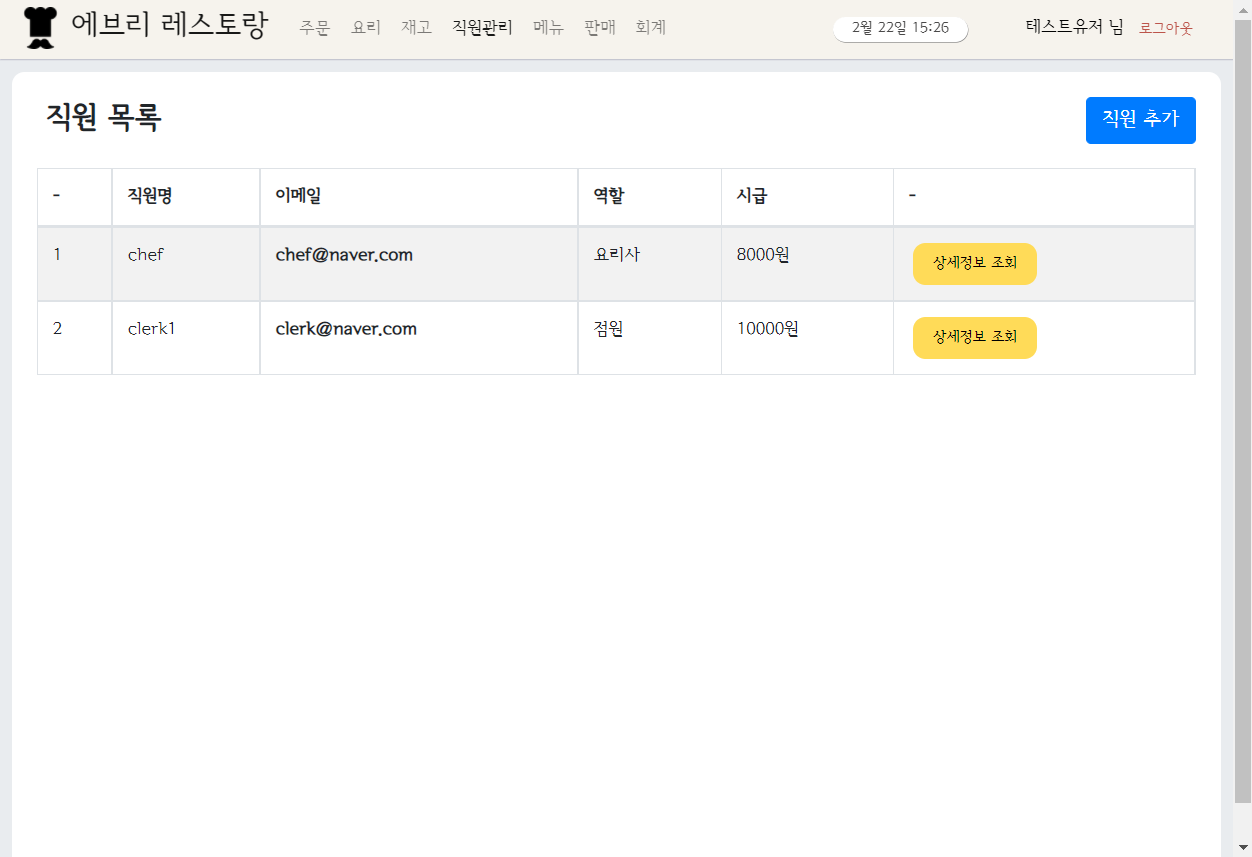 에브리 레스토랑 주문 요리 재고 직원관리 메뉴 판매 회계 2월 22일 15:26 테스트유저 님 로그아웃
직원 목록 직원 추가
- 직원명 이메일 역할 시급 -
1 chef chef@naver.com 요리사 8000원 상세정보 조회
2 clerk1 clerk@naver.com 점원 10000원 상세정보 조회